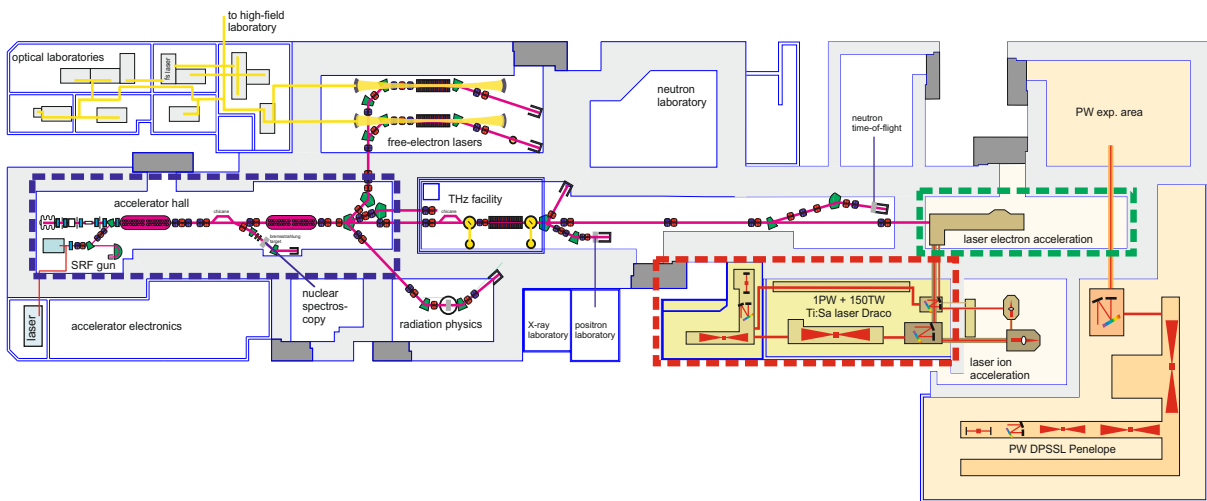 to high-field
laboratory
optical laboratories
fs laser
free-electron lasers
neutron
laboratory
neutron
time-of-flight
PW exp. area
accelerator hall
chicane
bremsstrahlung
target
SRF gun
THz facility
chicane
laser electron acceleration
nuclear
spectros-
copy
radiation physics
laser
accelerator electronics
X-ray
laboratory
positron
laboratory
1PW + 150TW
Ti:Sa laser Draco
laser ion
acceleration
PW DPSSL Penelope